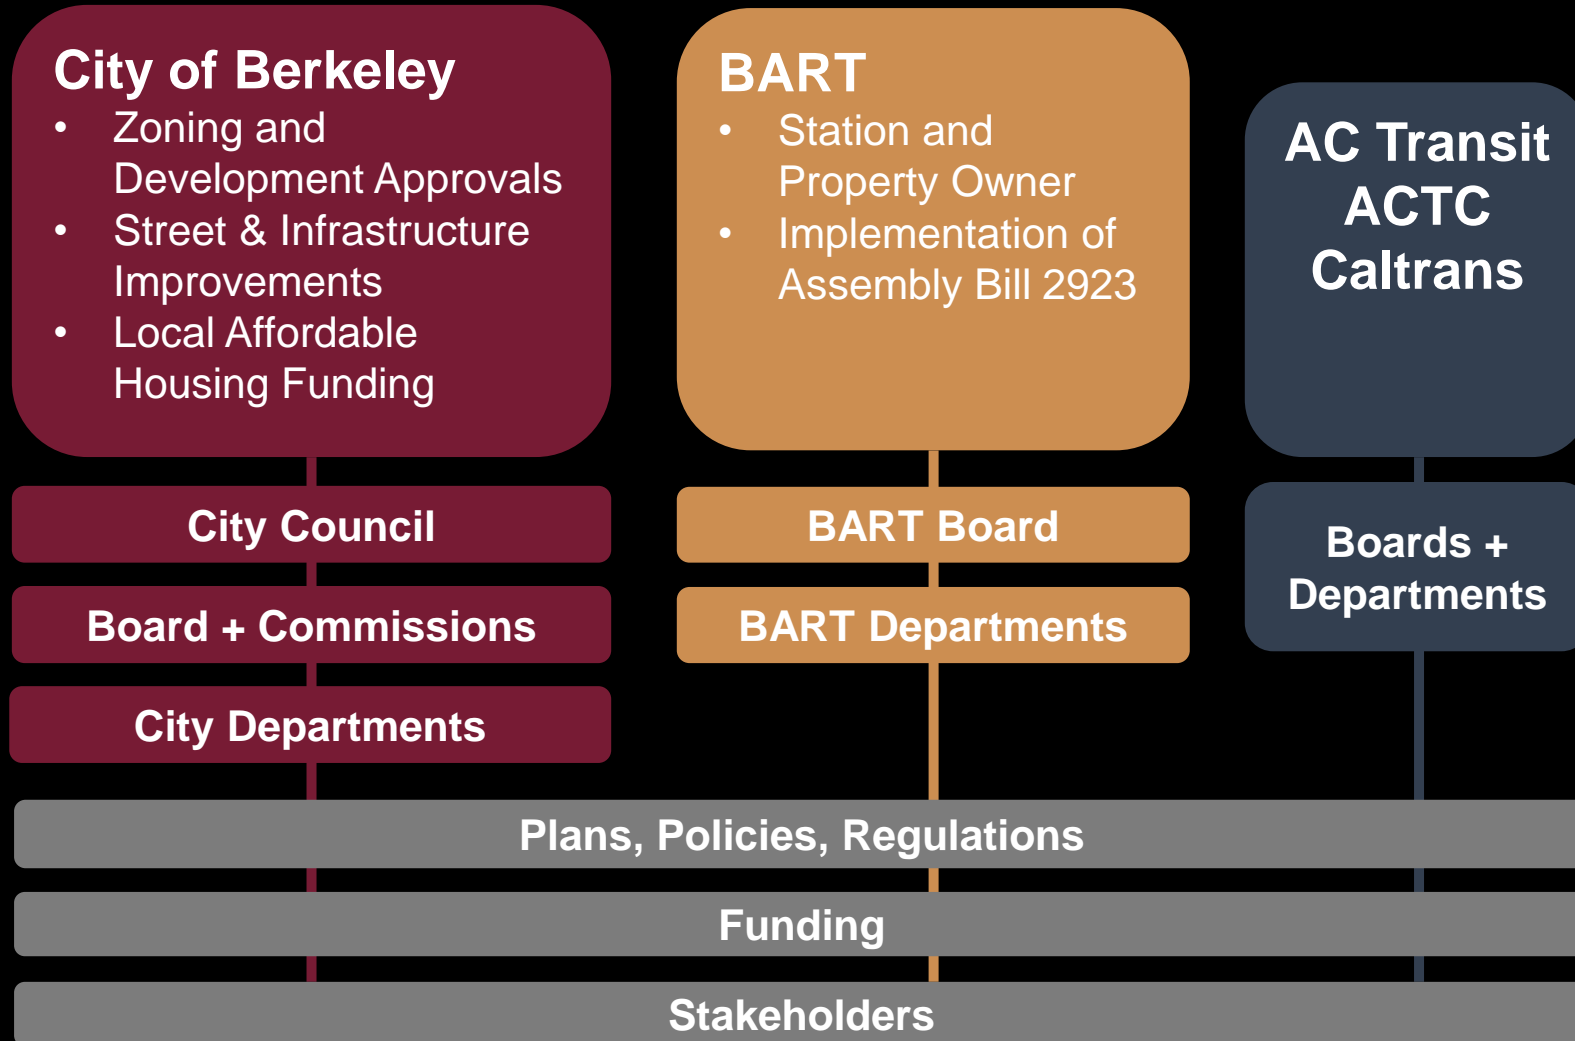 City of Berkeley
• Zoning and
Development Approvals
• Street & Infrastructure
Improvements
• Local Affordable
Housing Funding
BART
• Station and
Property Owner
• Implementation of
Assembly Bill 2923
AC Transit
ACTC
Caltrans
City Council
Board + Commissions
City Departments
BART Board
BART Departments
Boards +
Departments
Plans, Policies, Regulations
Funding
Stakeholders